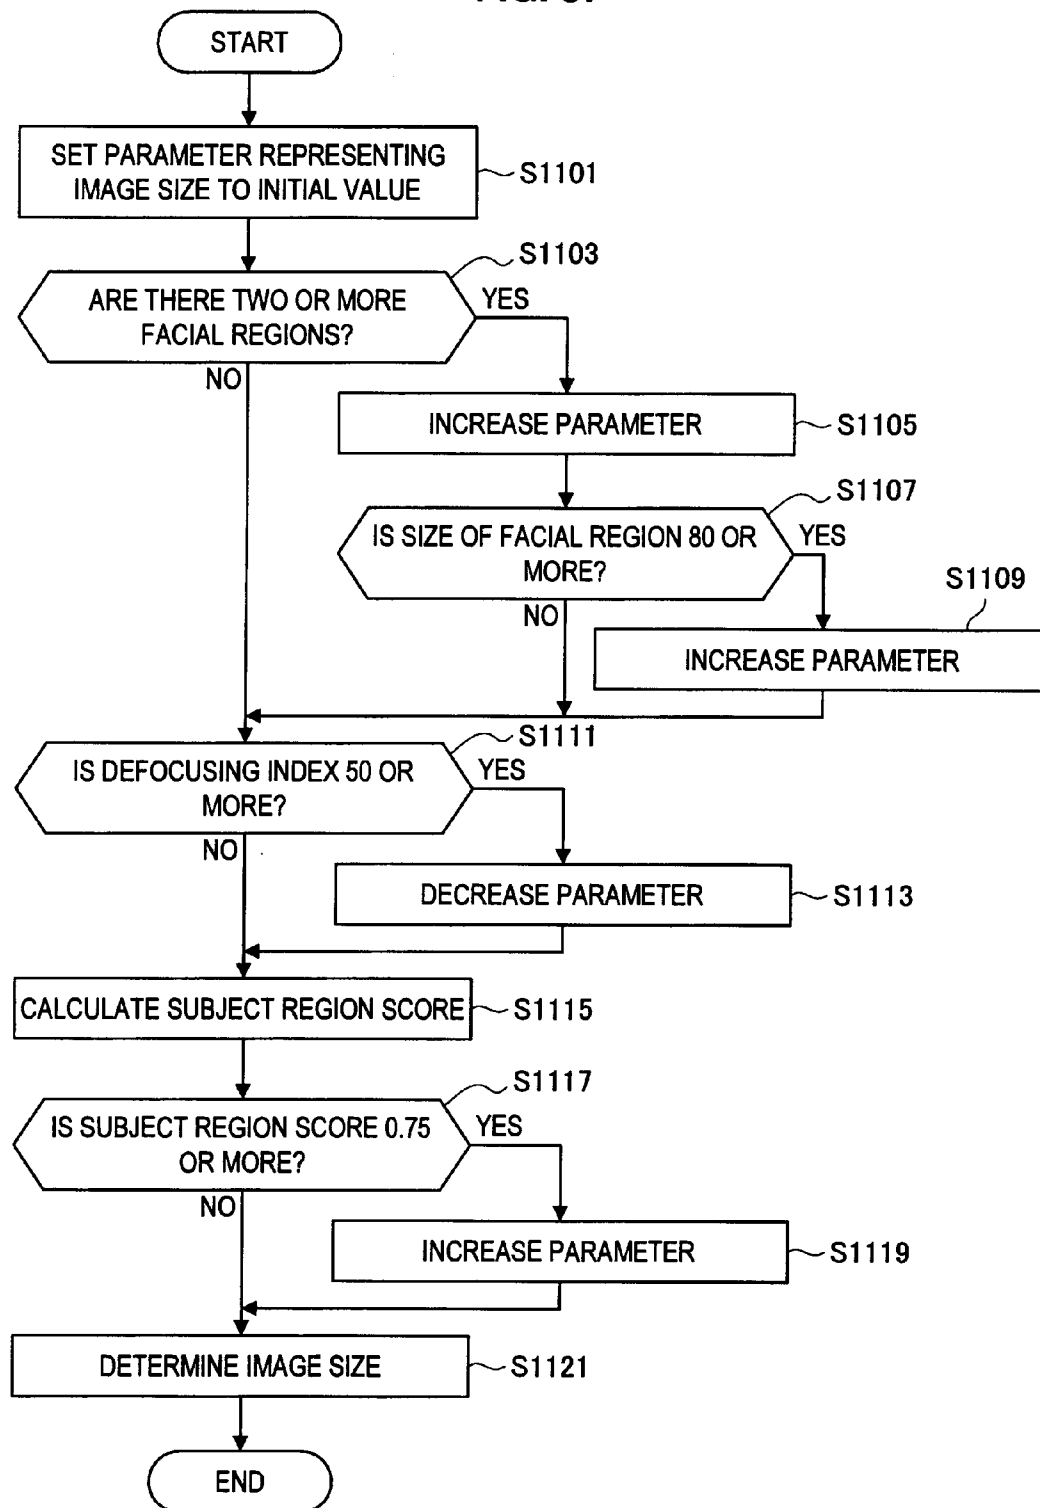 START
SET PARAMETER REPRESENTING
IMAGE SIZE TO INITIAL VALUE
S1101
S1103
ARE THERE TWO OR MORE
FACIAL REGIONS?
YES
NO
INCREASE PARAMETER
S1105
S1107
IS SIZE OF FACIAL REGION 80 OR
MORE?
YES
NO
S1109
INCREASE PARAMETER
S1111
IS DEFOCUSING INDEX 50 OR
MORE?
YES
NO
DECREASE PARAMETER
S1113
CALCULATE SUBJECT REGION SCORE
S1115
S1117
IS SUBJECT REGION SCORE 0.75
OR MORE?
YES
NO
INCREASE PARAMETER
S1119
DETERMINE IMAGE SIZE
S1121
END